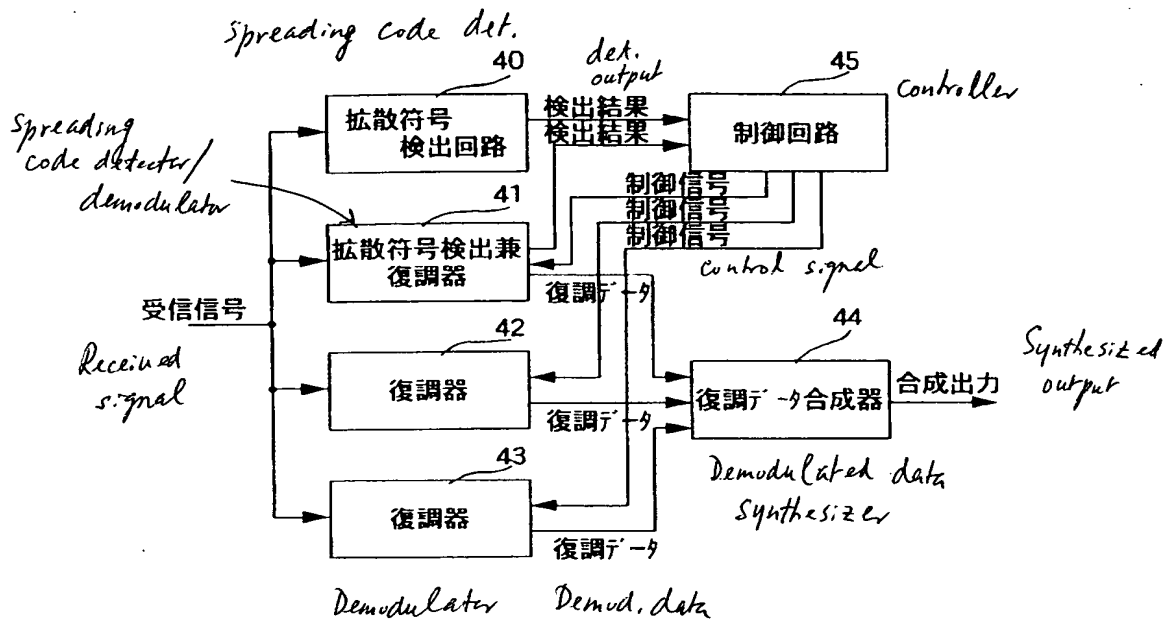 Spreading code det.
40
det.
output
45
controller
拡散符号
検出回路
検出結果
検出結果
制御回路
Spreading
code detector/
demodulator
41
制御信号
制御信号
制御信号
拡散符号検出兼
復調器
control signal
復調データ
受信信号
Received
signal
42
復調器
復調データ
44
復調データ合成器
合成出力
Synthesized
output
43
復調器
復調データ
Demodulated data
Synthesizer
Demodulator
Demod. data